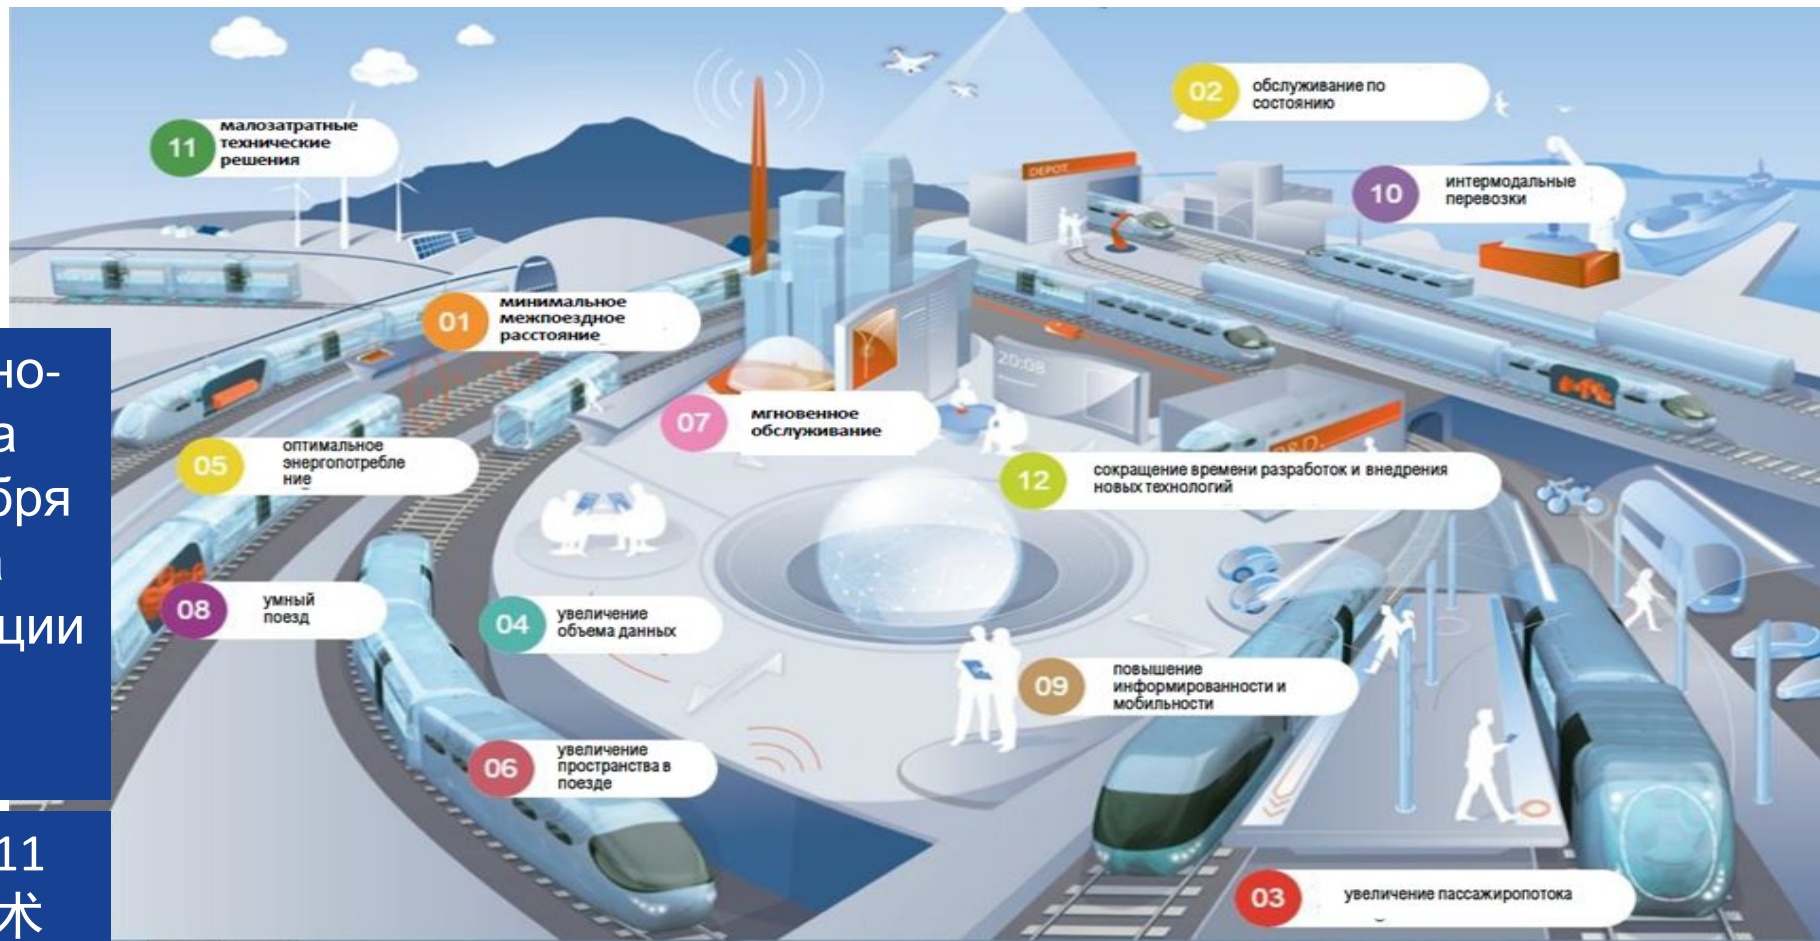 02
обслуживание по
состоянию
11
малозатратные
технические
решения
DEPOT
10
интермодальные
перевозки
01
минимальное
межпоездное
расстояние
20:08
07
мгновенное
обслуживание
R&D.
05
оптимальное
энергопотребле
ние
12
сокращение времени разработок и внедрения
новых технологий
08
умный
поезд
04
увеличение
объема данных
09
повышение
информированности и
мобильности
06
увеличение
пространства в
поезде
03
увеличение пассажиропотока
но-
а
бря
а
ции
11
术